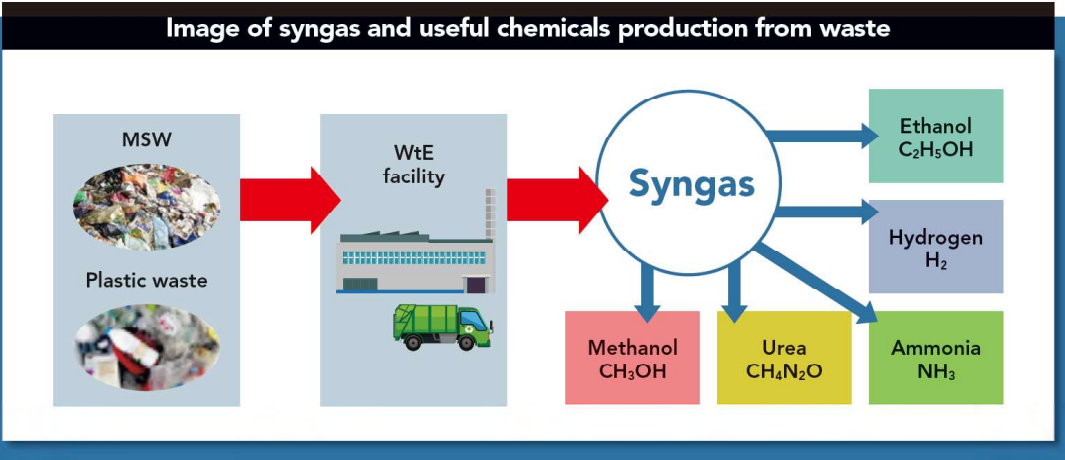 Image of syngas and useful chemicals production from waste
MSW
Plastic waste
WtE
facility
Syngas
Ethanol
C₂H₅OH
Hydrogen
H₂
Methanol
CH₃OH
Urea
CH₄N₂O
Ammonia
NH₃